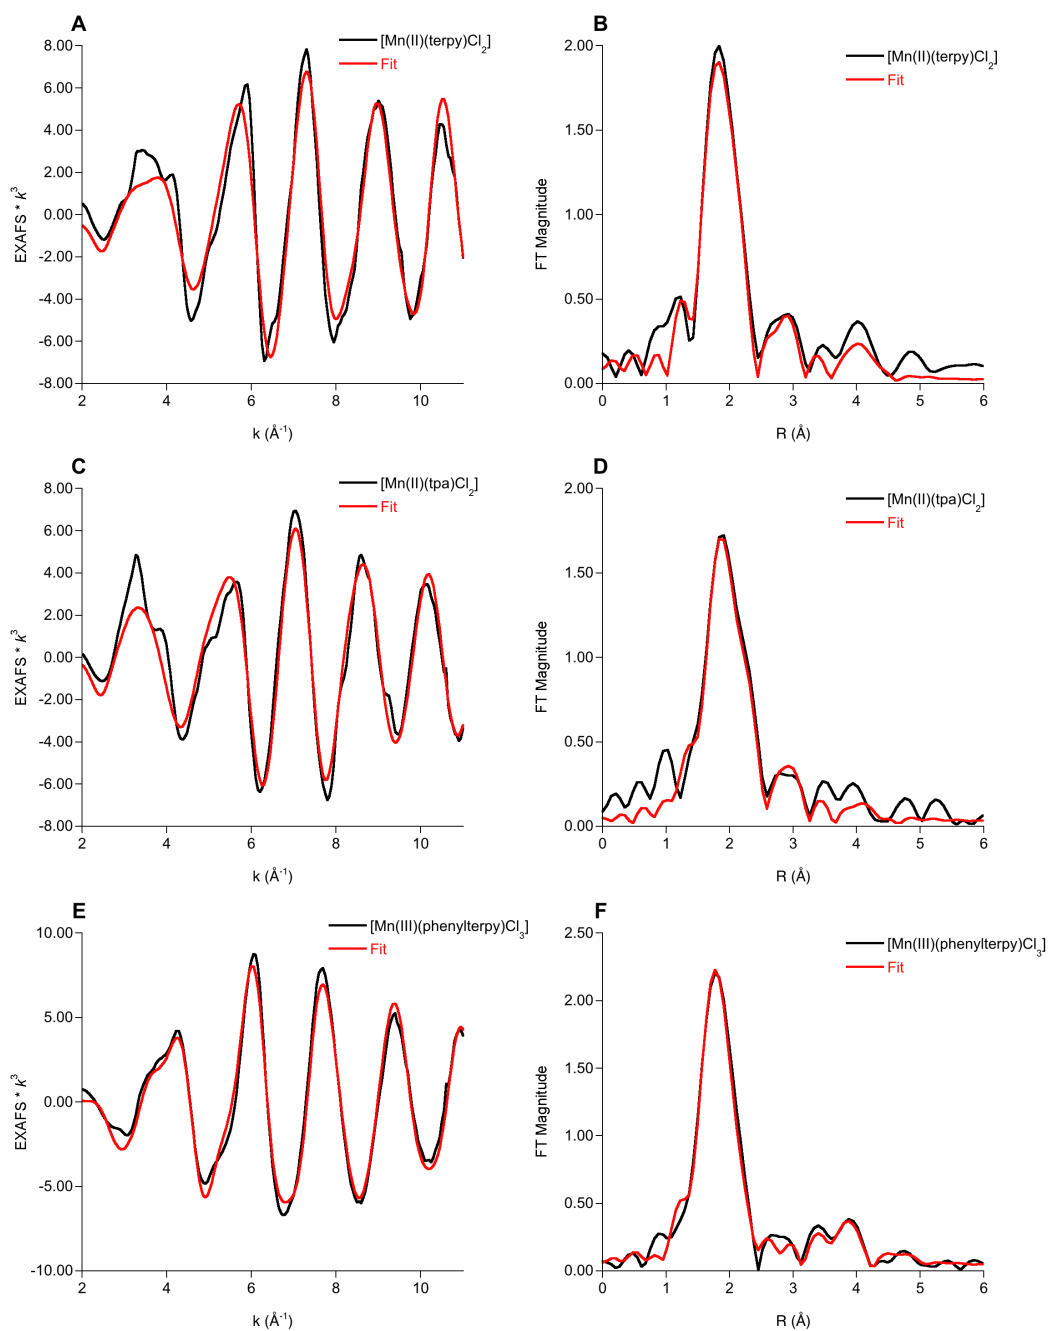 A
[Mn(II)(terpy)Cl2]
Fit
EXAFS * k3
8.00
6.00
4.00
2.00
0.00
-2.00
-4.00
-6.00
-8.00
2
4
6
8
10
k (Å-1)
B
[Mn(II)(terpy)Cl2]
Fit
FT Magnitude
2.00
1.50
1.00
0.50
0.00
0
1
2
3
4
5
6
R (Å)
C
[Mn(II)(tpa)Cl2]
Fit
EXAFS * k3
8.00
6.00
4.00
2.00
0.00
-2.00
-4.00
-6.00
-8.00
2
4
6
8
10
k (Å-1)
D
[Mn(II)(tpa)Cl2]
Fit
FT Magnitude
2.00
1.50
1.00
0.50
0.00
0
1
2
3
4
5
6
R (Å)
E
[Mn(III)(phenylterpy)Cl3]
Fit
EXAFS * k3
10.00
5.00
0.00
-5.00
-10.00
2
4
6
8
10
k (Å-1)
F
[Mn(III)(phenylterpy)Cl3]
Fit
FT Magnitude
2.50
2.00
1.50
1.00
0.50
0.00
0
1
2
3
4
5
6
R (Å)